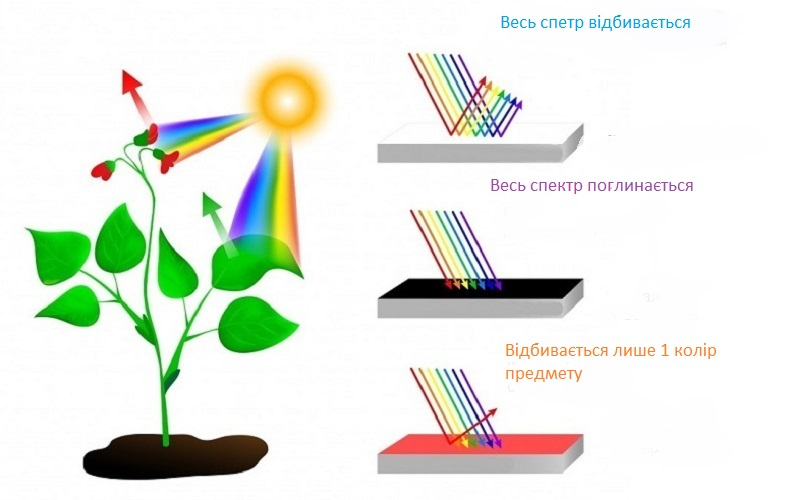 Весь спетр відбивається
Весь спектр поглинається
Відбивається лише 1 колір
предмету